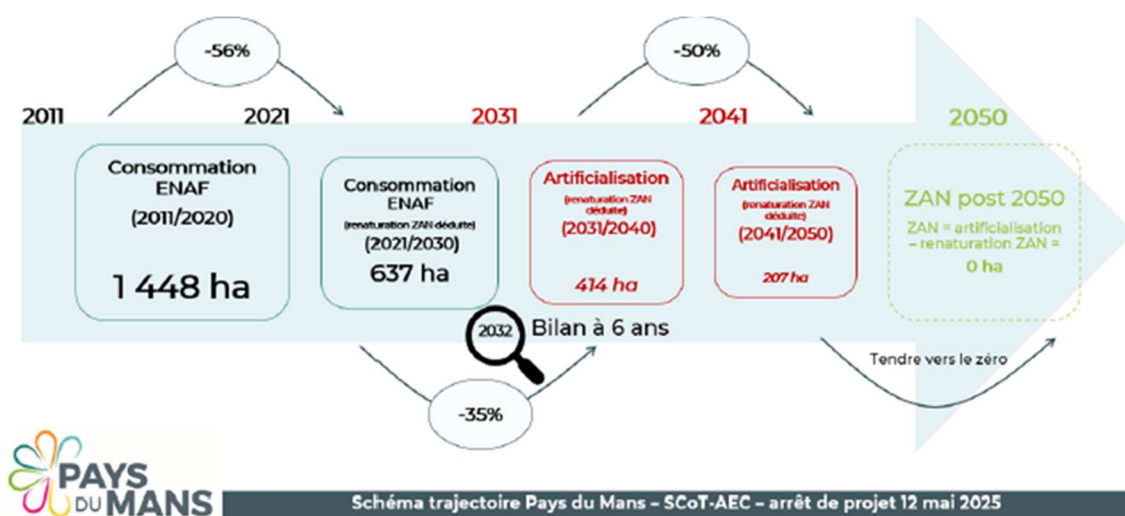 -56%
-50%
2011
2021
2031
2041
2050
Consommation
ENAF
(2011/2020)
1 448 ha
Consommation
ENAF
(renaturation ZAN déduite)
(2021/2030)
637 ha
Artificialisation
(renaturation ZAN
déduite)
(2031/2040)
414 ha
Artificialisation
(renaturation ZAN
déduite)
(2041/2050)
207 ha
ZAN post 2050
ZAN = artificialisation
– renaturation ZAN =
0 ha
2032
Bilan à 6 ans
Tendre vers le zéro
-35%
PAYS
DU MANS
Schéma trajectoire Pays du Mans – SCoT-AEC – arrêt de projet 12 mai 2025